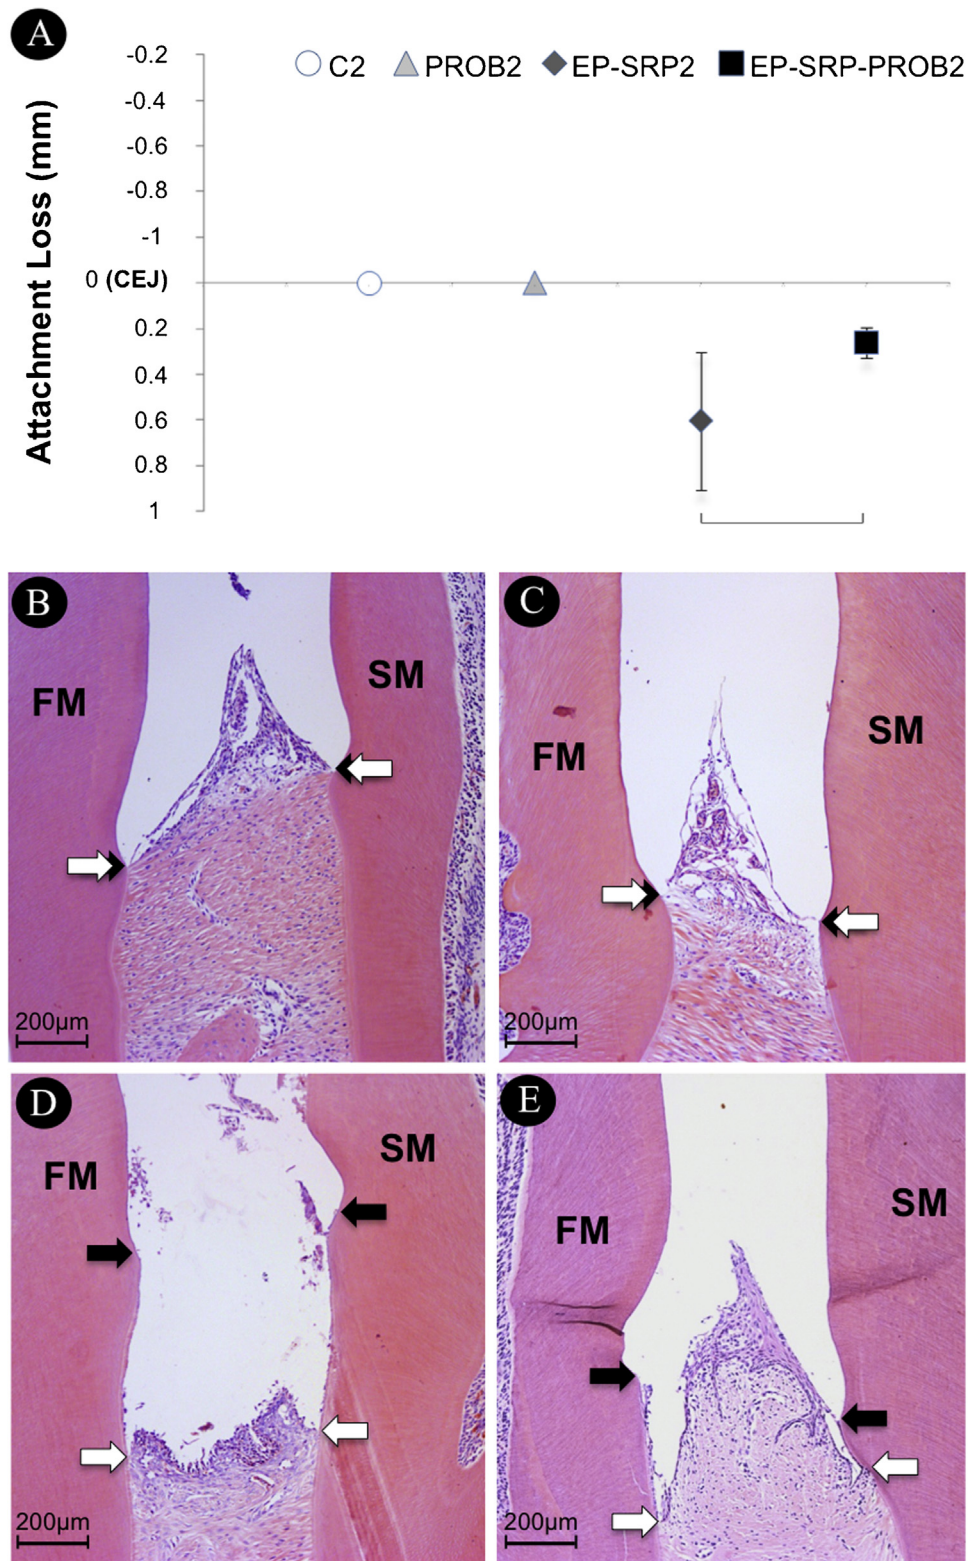 A
C2 PROB2 EP-SRP2 EP-SRP-PROB2
Attachment Loss (mm)
-0.2
-0.4
-0.6
-0.8
-1
0 (CEJ)
0.2
0.4
0.6
0.8
1
B
FM
SM
200µm
C
FM
SM
200µm
D
FM
SM
200µm
E
FM
SM
200µm